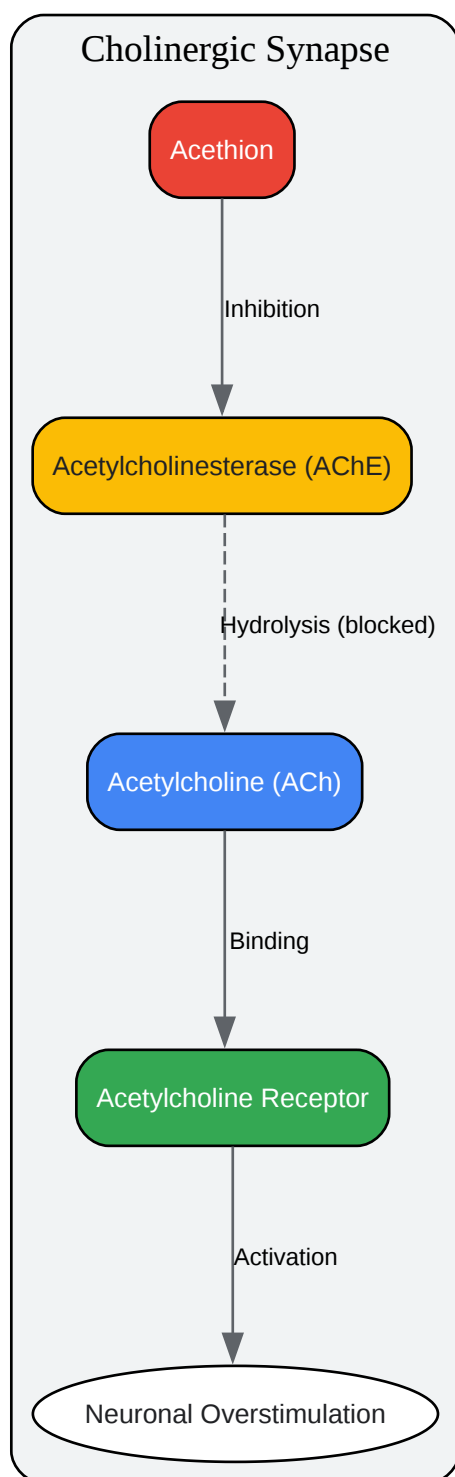 Cholinergic Synapse
Acethion
Inhibition
Acetylcholinesterase (AChE)
Hydrolysis (blocked)
Acetylcholine (ACh)
Binding
Acetylcholine Receptor
Activation
Neuronal Overstimulation